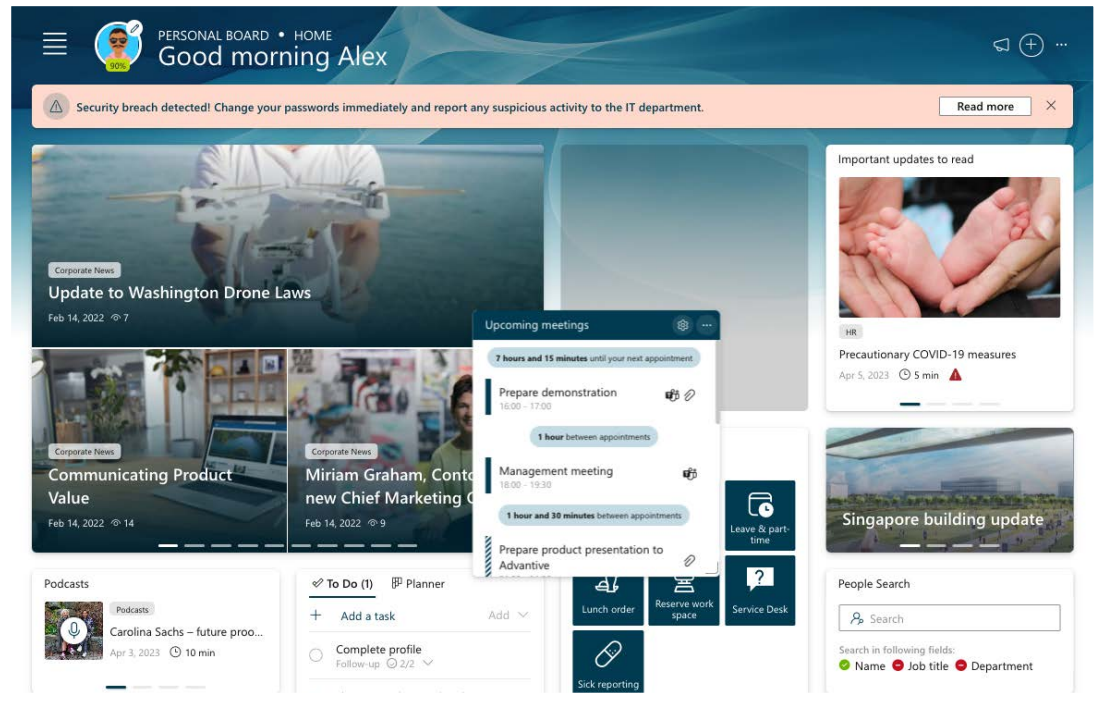 PERSONAL BOARD • HOME
Good morning Alex
90%
Security breach detected! Change your passwords immediately and report any suspicious activity to the IT department.
Read more
Corporate News
Update to Washington Drone Laws
Feb 14, 2022 7
Corporate News
Communicating Product
Value
Feb 14, 2022 14
Corporate News
Miriam Graham,
new Chief Marketing
Feb 14, 2022 9
Upcoming meetings
7 hours and 15 minutes until your next appointment
Prepare demonstration
16:00 - 17:00
1 hour between appointments
Management meeting
18:00 - 19:30
1 hour and 30 minutes between appointments
Prepare product presentation to
Advantive
Important updates to read
HR
Precautionary COVID-19 measures
Apr 5, 2023 5 min
Singapore building update
Leave & part-
time
Lunch order
Reserve work
space
Service Desk
Sick reporting
Podcasts
Podcasts
Carolina Sachs – future proo...
Apr 3, 2023 10 min
To Do (1) Planner
+ Add a task Add
Complete profile
Follow-up 2/2
People Search
Search
Search in following fields:
Name Job title Department